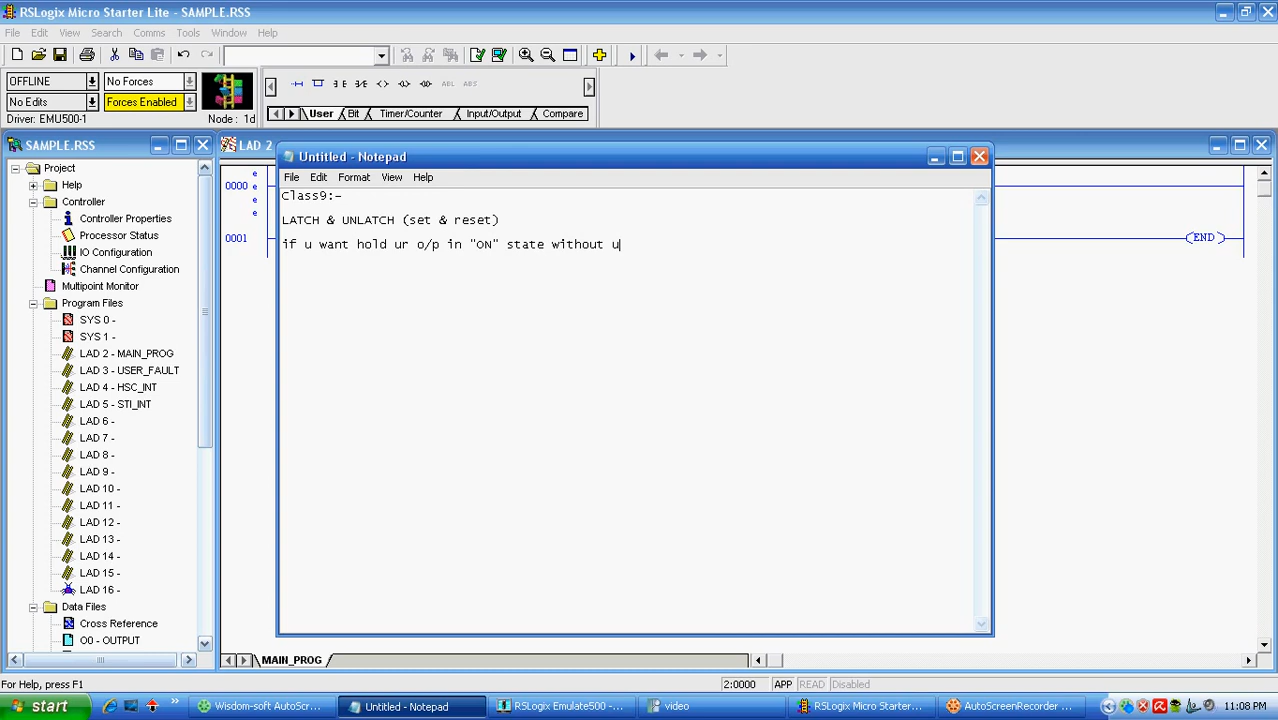 RSLogix Micro Starter Lite - SAMPLE.RSS
File Edit View Search Comms Tools Window Help
OFFLINE No Forces
No Edits Forces Enabled
Driver: EMU500-1 Node : 1d
ABL ABS
User Bit Timer/Counter Input/Output Compare
SAMPLE.RSS
Project
Help
Controller
Controller Properties
Processor Status
IO Configuration
Channel Configuration
Multipoint Monitor
Program Files
SYS 0 -
SYS 1 -
LAD 2 - MAIN_PROG
LAD 3 - USER_FAULT
LAD 4 - HSC_INT
LAD 5 - STI_INT
LAD 6 -
LAD 7 -
LAD 8 -
LAD 9 -
LAD 10 -
LAD 11 -
LAD 12 -
LAD 13 -
LAD 14 -
LAD 15 -
LAD 16 -
Data Files
Cross Reference
O0 - OUTPUT
LAD 2
0000
e
e
e
e
0001
END
Untitled - Notepad
File Edit Format View Help
Class9:-
LATCH & UNLATCH (set & reset)
if u want hold ur o/p in "ON" state without u
MAIN_PROG
For Help, press F1
2:0000 APP READ Disabled
start
Wisdom-soft AutoScr...
Untitled - Notepad
RSLogix Emulate500 -...
video
RSLogix Micro Starter...
AutoScreenRecorder ...
11:08 PM